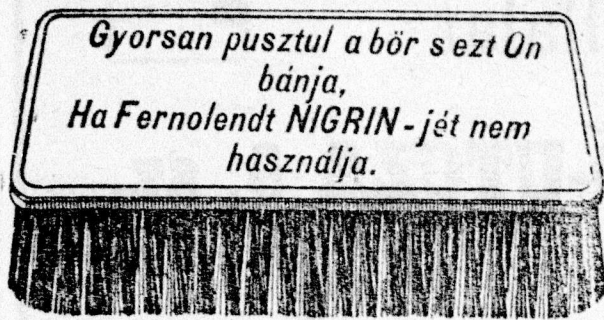 Gyorsan pusztul a bör s ezt Ön
bánja,
Ha Fernolendt NIGRIN-jét nem
használja.